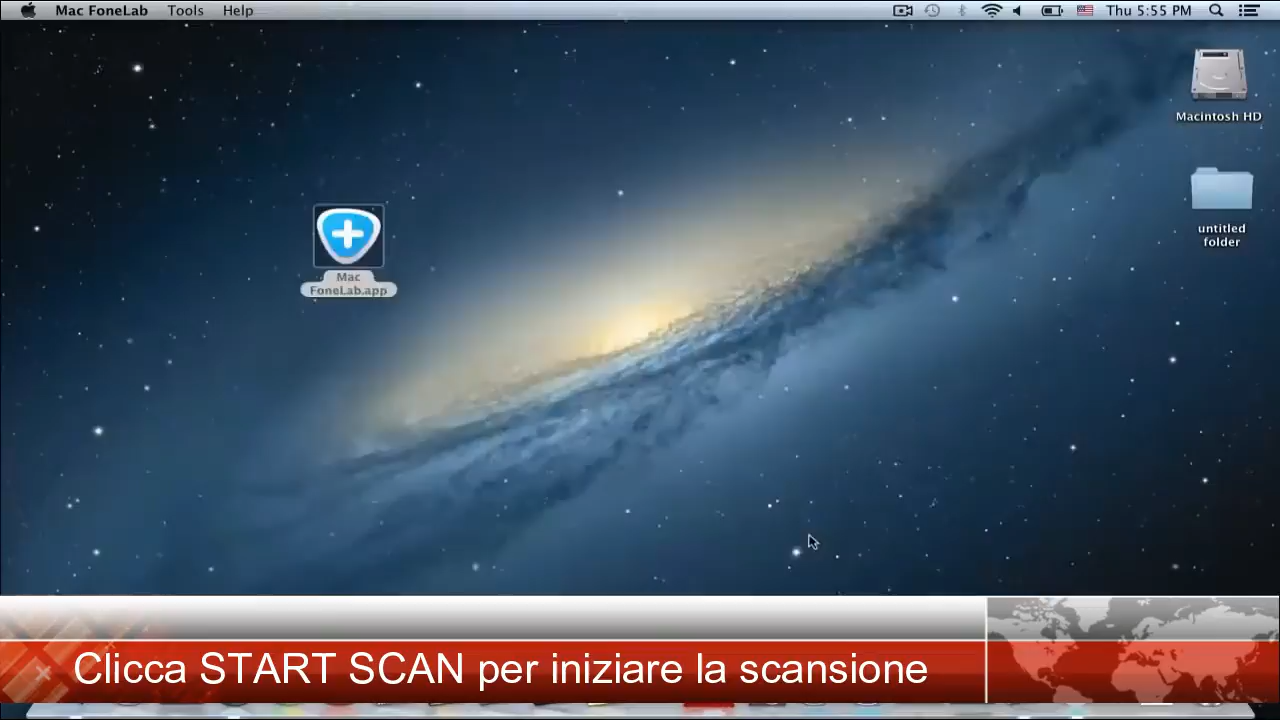 Mac FoneLab Tools Help Thu 5:55 PM
Macintosh HD
untitled
folder
Mac
FoneLab.app
Clicca START SCAN per iniziare la scansione